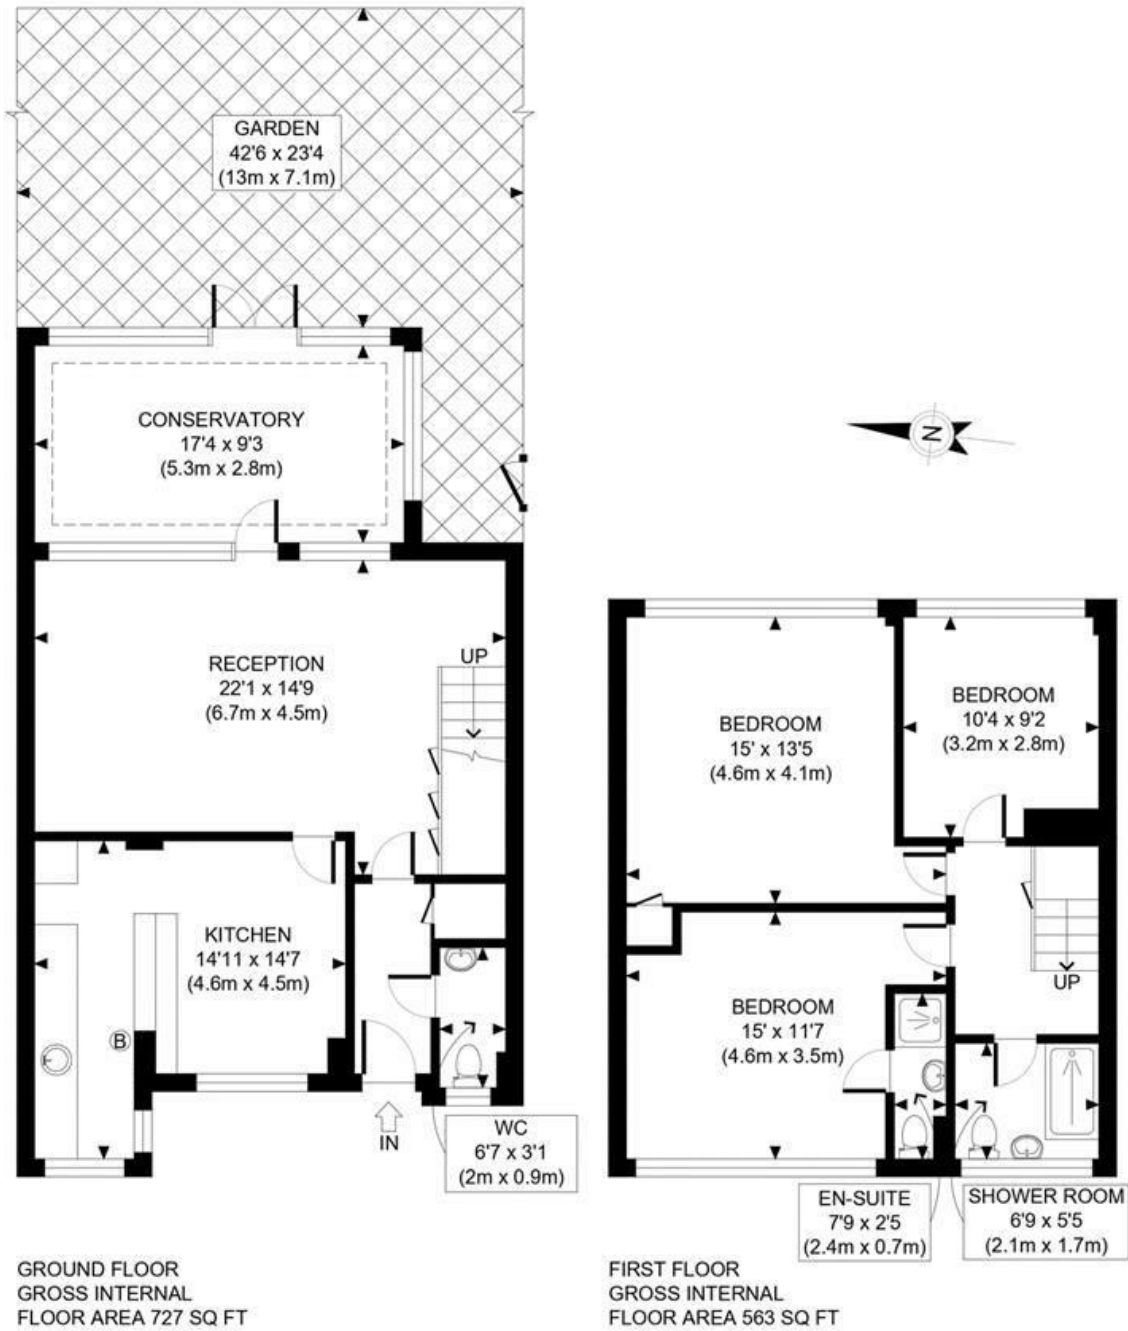 GARDEN
42'6 x 23'4
(13m x 7.1m)
CONSERVATORY
17'4 x 9'3
(5.3m x 2.8m)
N
RECEPTION
22'1 x 14'9
(6.7m x 4.5m)
UP
BEDROOM
15' x 13'5
(4.6m x 4.1m)
BEDROOM
10'4 x 9'2
(3.2m x 2.8m)
KITCHEN
14'11 x 14'7
(4.6m x 4.5m)
B
IN
WC
6'7 x 3'1
(2m x 0.9m)
BEDROOM
15' x 11'7
(4.6m x 3.5m)
UP
EN-SUITE
7'9 x 2'5
(2.4m x 0.7m)
SHOWER ROOM
6'9 x 5'5
(2.1m x 1.7m)
GROUND FLOOR
GROSS INTERNAL
FLOOR AREA 727 SQ FT
FIRST FLOOR
GROSS INTERNAL
FLOOR AREA 563 SQ FT